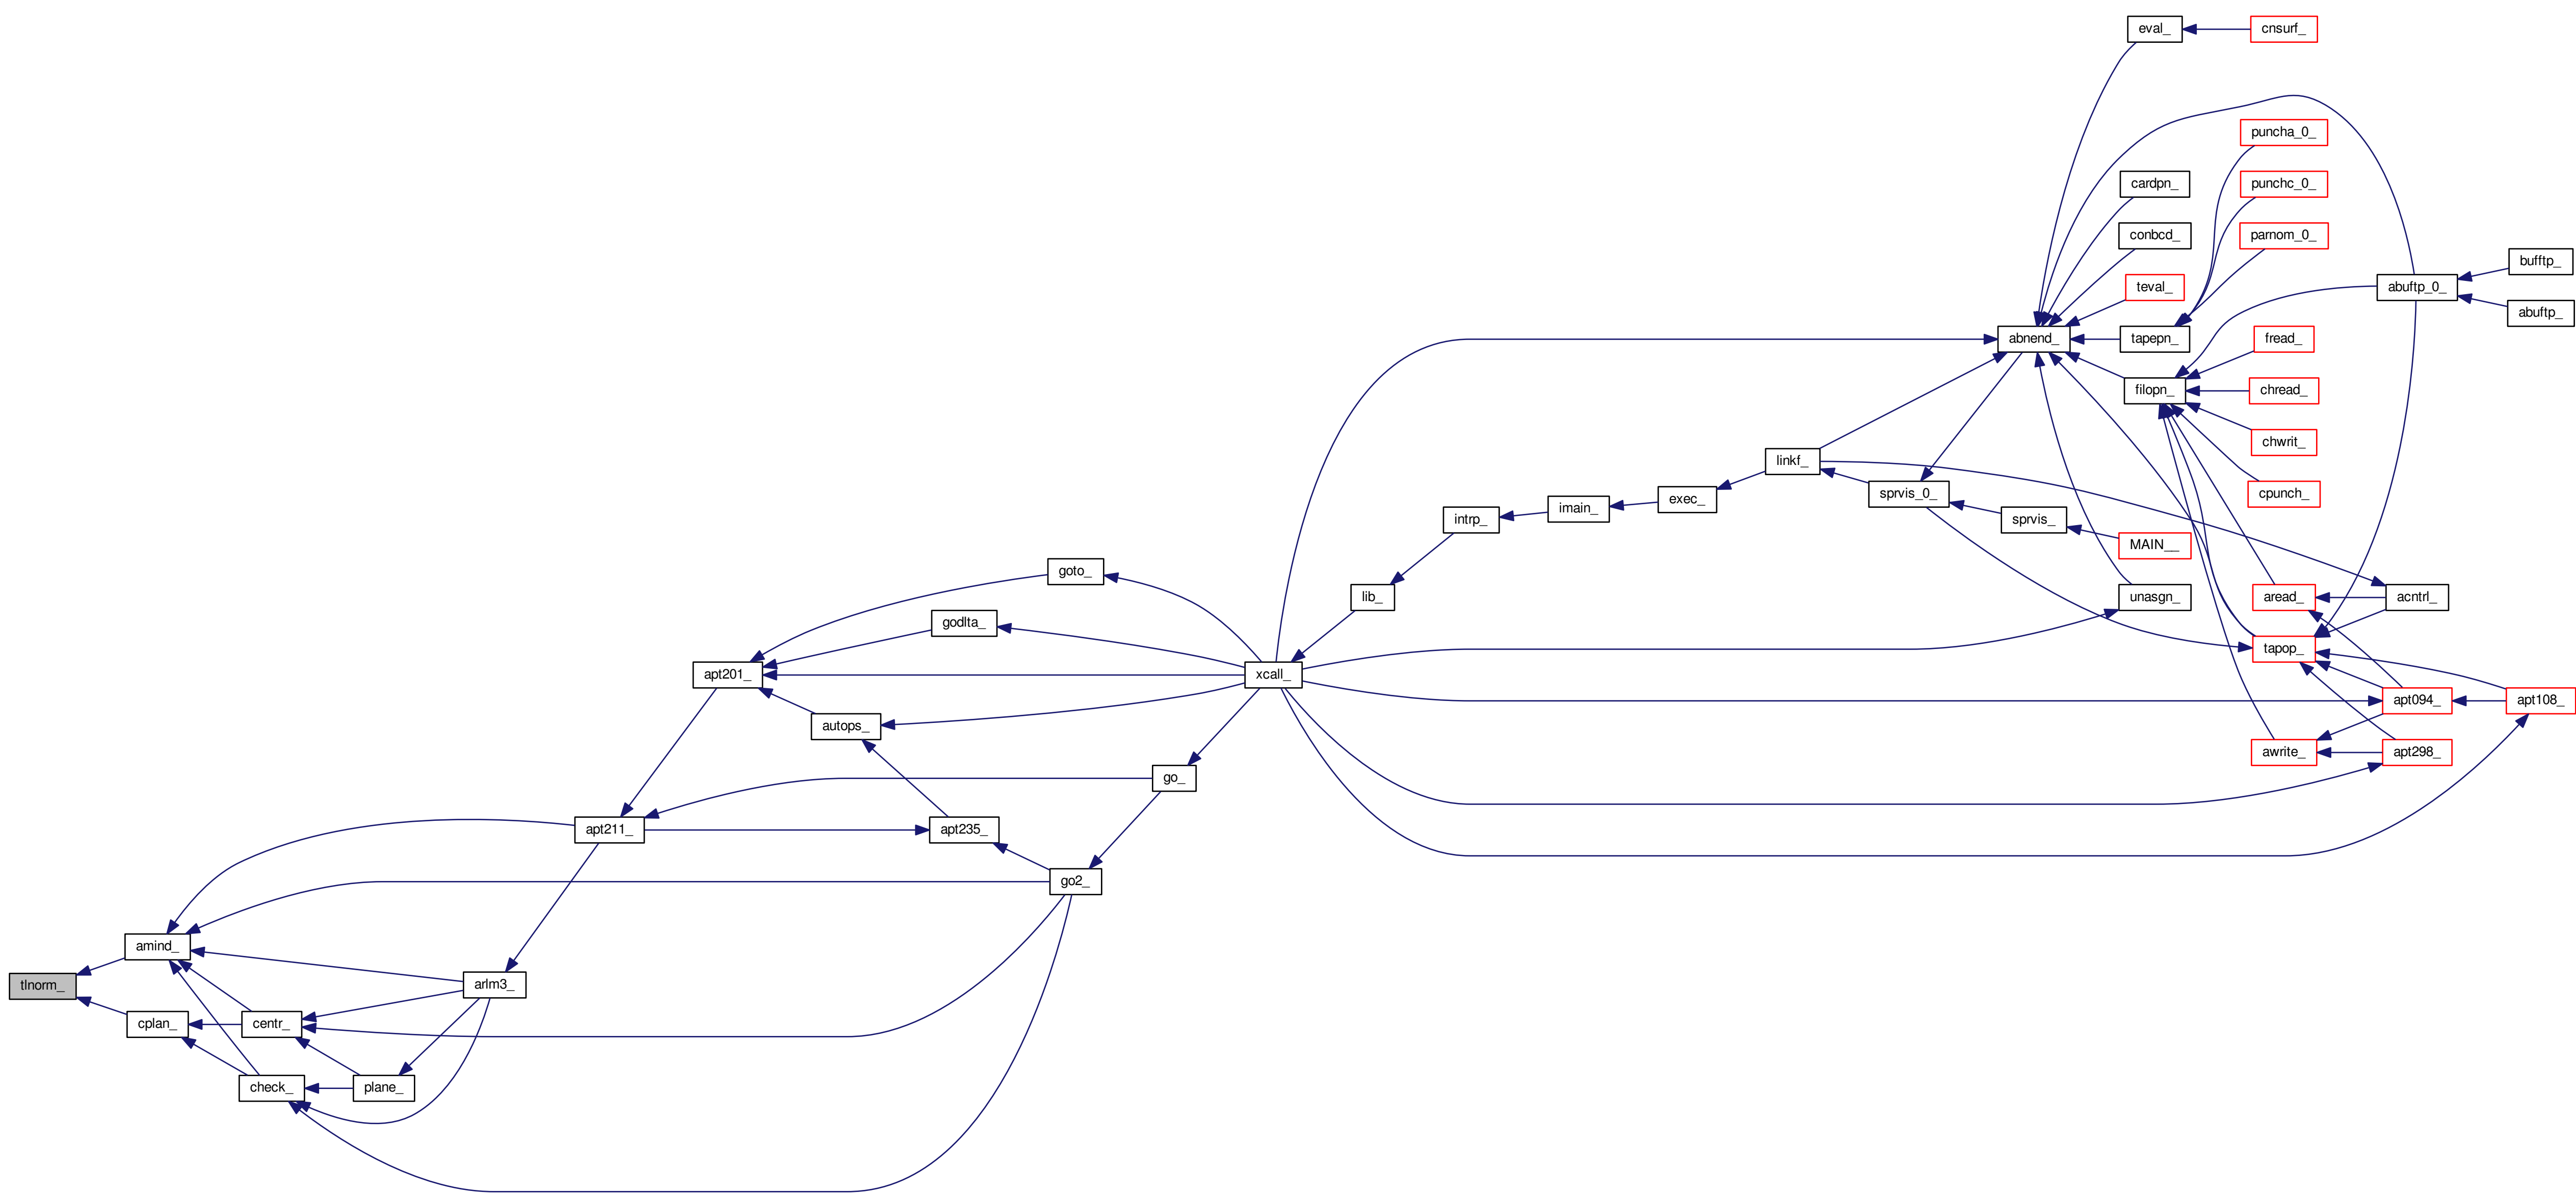 eval_
cnsurf_
puncha_0_
cardpn_
punchc_0_
conbcd_
parnom_0_
bufftp_
teval_
abuftp_0_
abuftp_
abnend_
tapepn_
fread_
filopn_
chread_
chwrit_
linkf_
sprvis_0_
cpunch_
exec_
imain_
intrp_
sprvis_
MAIN__
goto_
lib_
unasgn_
aread_
acntrl_
godlta_
tapop_
apt201_
xcall_
apt094_
apt108_
autops_
awrite_
apt298_
go_
apt211_
apt235_
go2_
amind_
tlnorm_
arlm3_
cplan_
centr_
check_
plane_